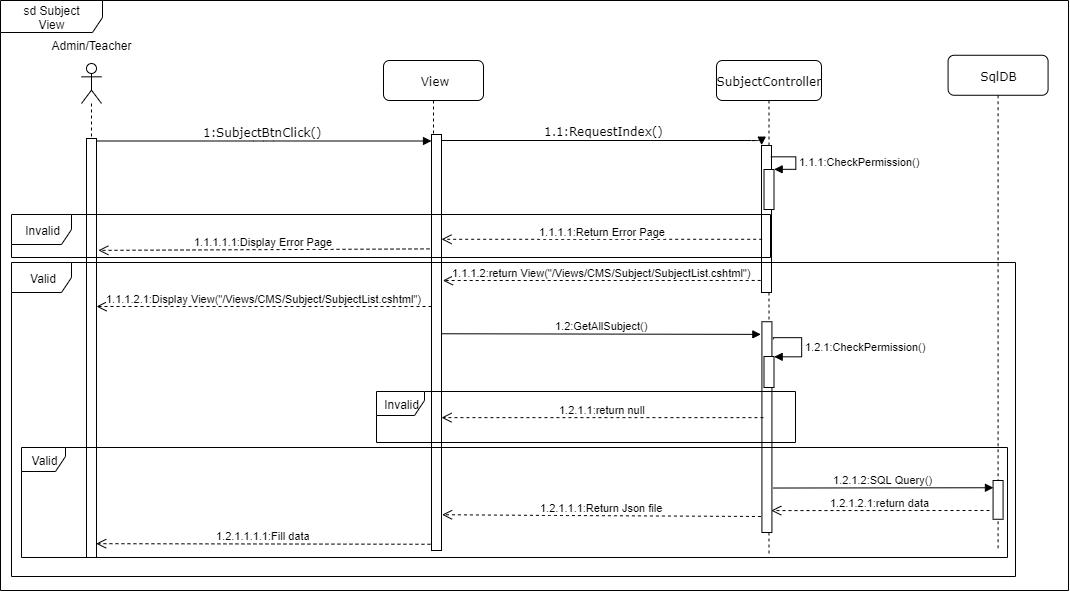 sd Subject
View
Admin/Teacher
View
SubjectController
SqlDB
1:SubjectBtnClick()
1.1:RequestIndex()
1.1.1:CheckPermission()
Invalid
1.1.1.1:Return Error Page
1.1.1.1.1:Display Error Page
Valid
1.1.1.2:return View("/Views/CMS/Subject/SubjectList.cshtml")
1.1.1.2.1:Display View("/Views/CMS/Subject/SubjectList.cshtml")
1.2:GetAllSubject()
1.2.1:CheckPermission()
Invalid
1.2.1.1:return null
Valid
1.2.1.2:SQL Query()
1.2.1.2.1:return data
1.2.1.1.1:Return Json file
1.2.1.1.1.1:Fill data